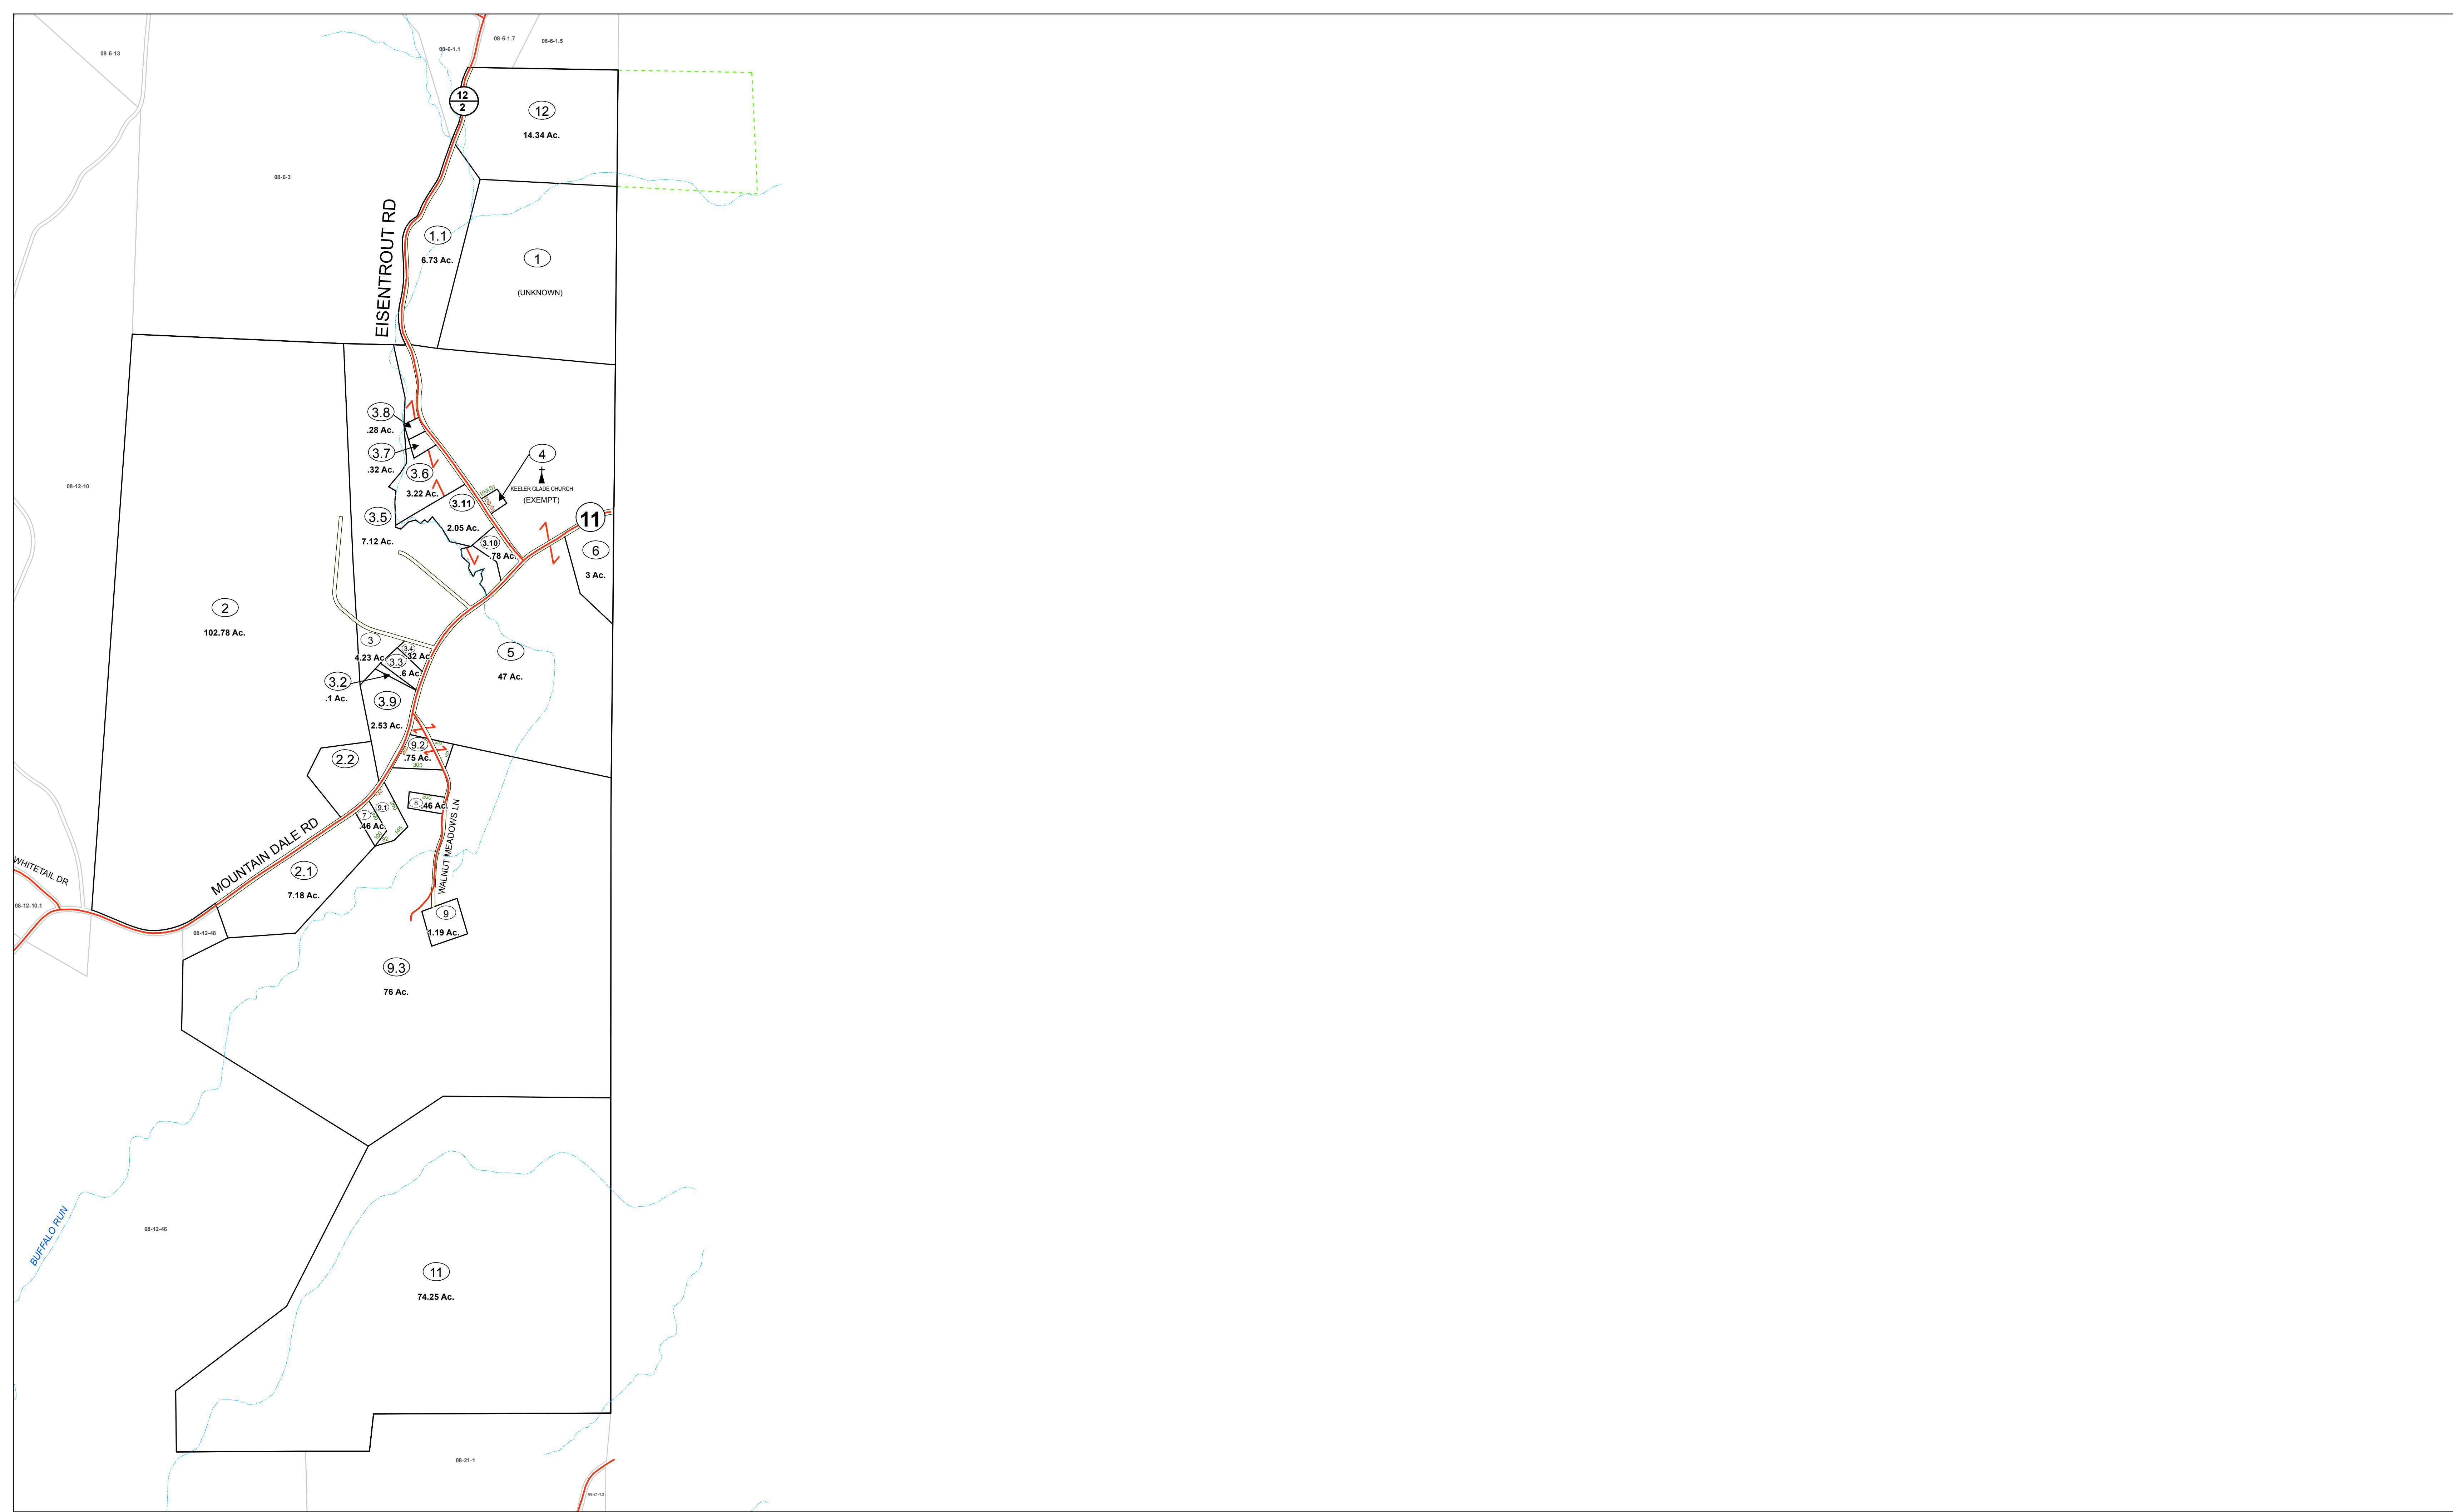 08-5-13
08-6-1.1
08-6-1.7
08-6-1.5
12
2
12
14.34 Ac.
08-6-3
EISENTROUT RD
1.1
6.73 Ac.
1
(UNKNOWN)
3.8
.28 Ac.
3.7
.32 Ac.
3.6
3.22 Ac.
4
KEELER GLADE CHURCH
(EXEMPT)
100(S)
08-12-10
3.11
2.05 Ac.
3.5
7.12 Ac.
3.10
.78 Ac.
11
6
3 Ac.
2
102.78 Ac.
3
4.23 Ac.
3.4
.32 Ac.
3.3
.6 Ac.
3.2
.1 Ac.
5
47 Ac.
3.9
2.53 Ac.
9.2
.75 Ac.
300
2.2
200
8
.46 Ac.
9.1
7
.46 Ac.
100
145
WALNUT MEADOWS LN
MOUNTAIN DALE RD
2.1
7.18 Ac.
WHITETAIL DR
08-12-10.1
08-12-48
9
1.19 Ac.
9.3
76 Ac.
BUFFALO RUN
08-12-46
11
74.25 Ac.
08-21-1